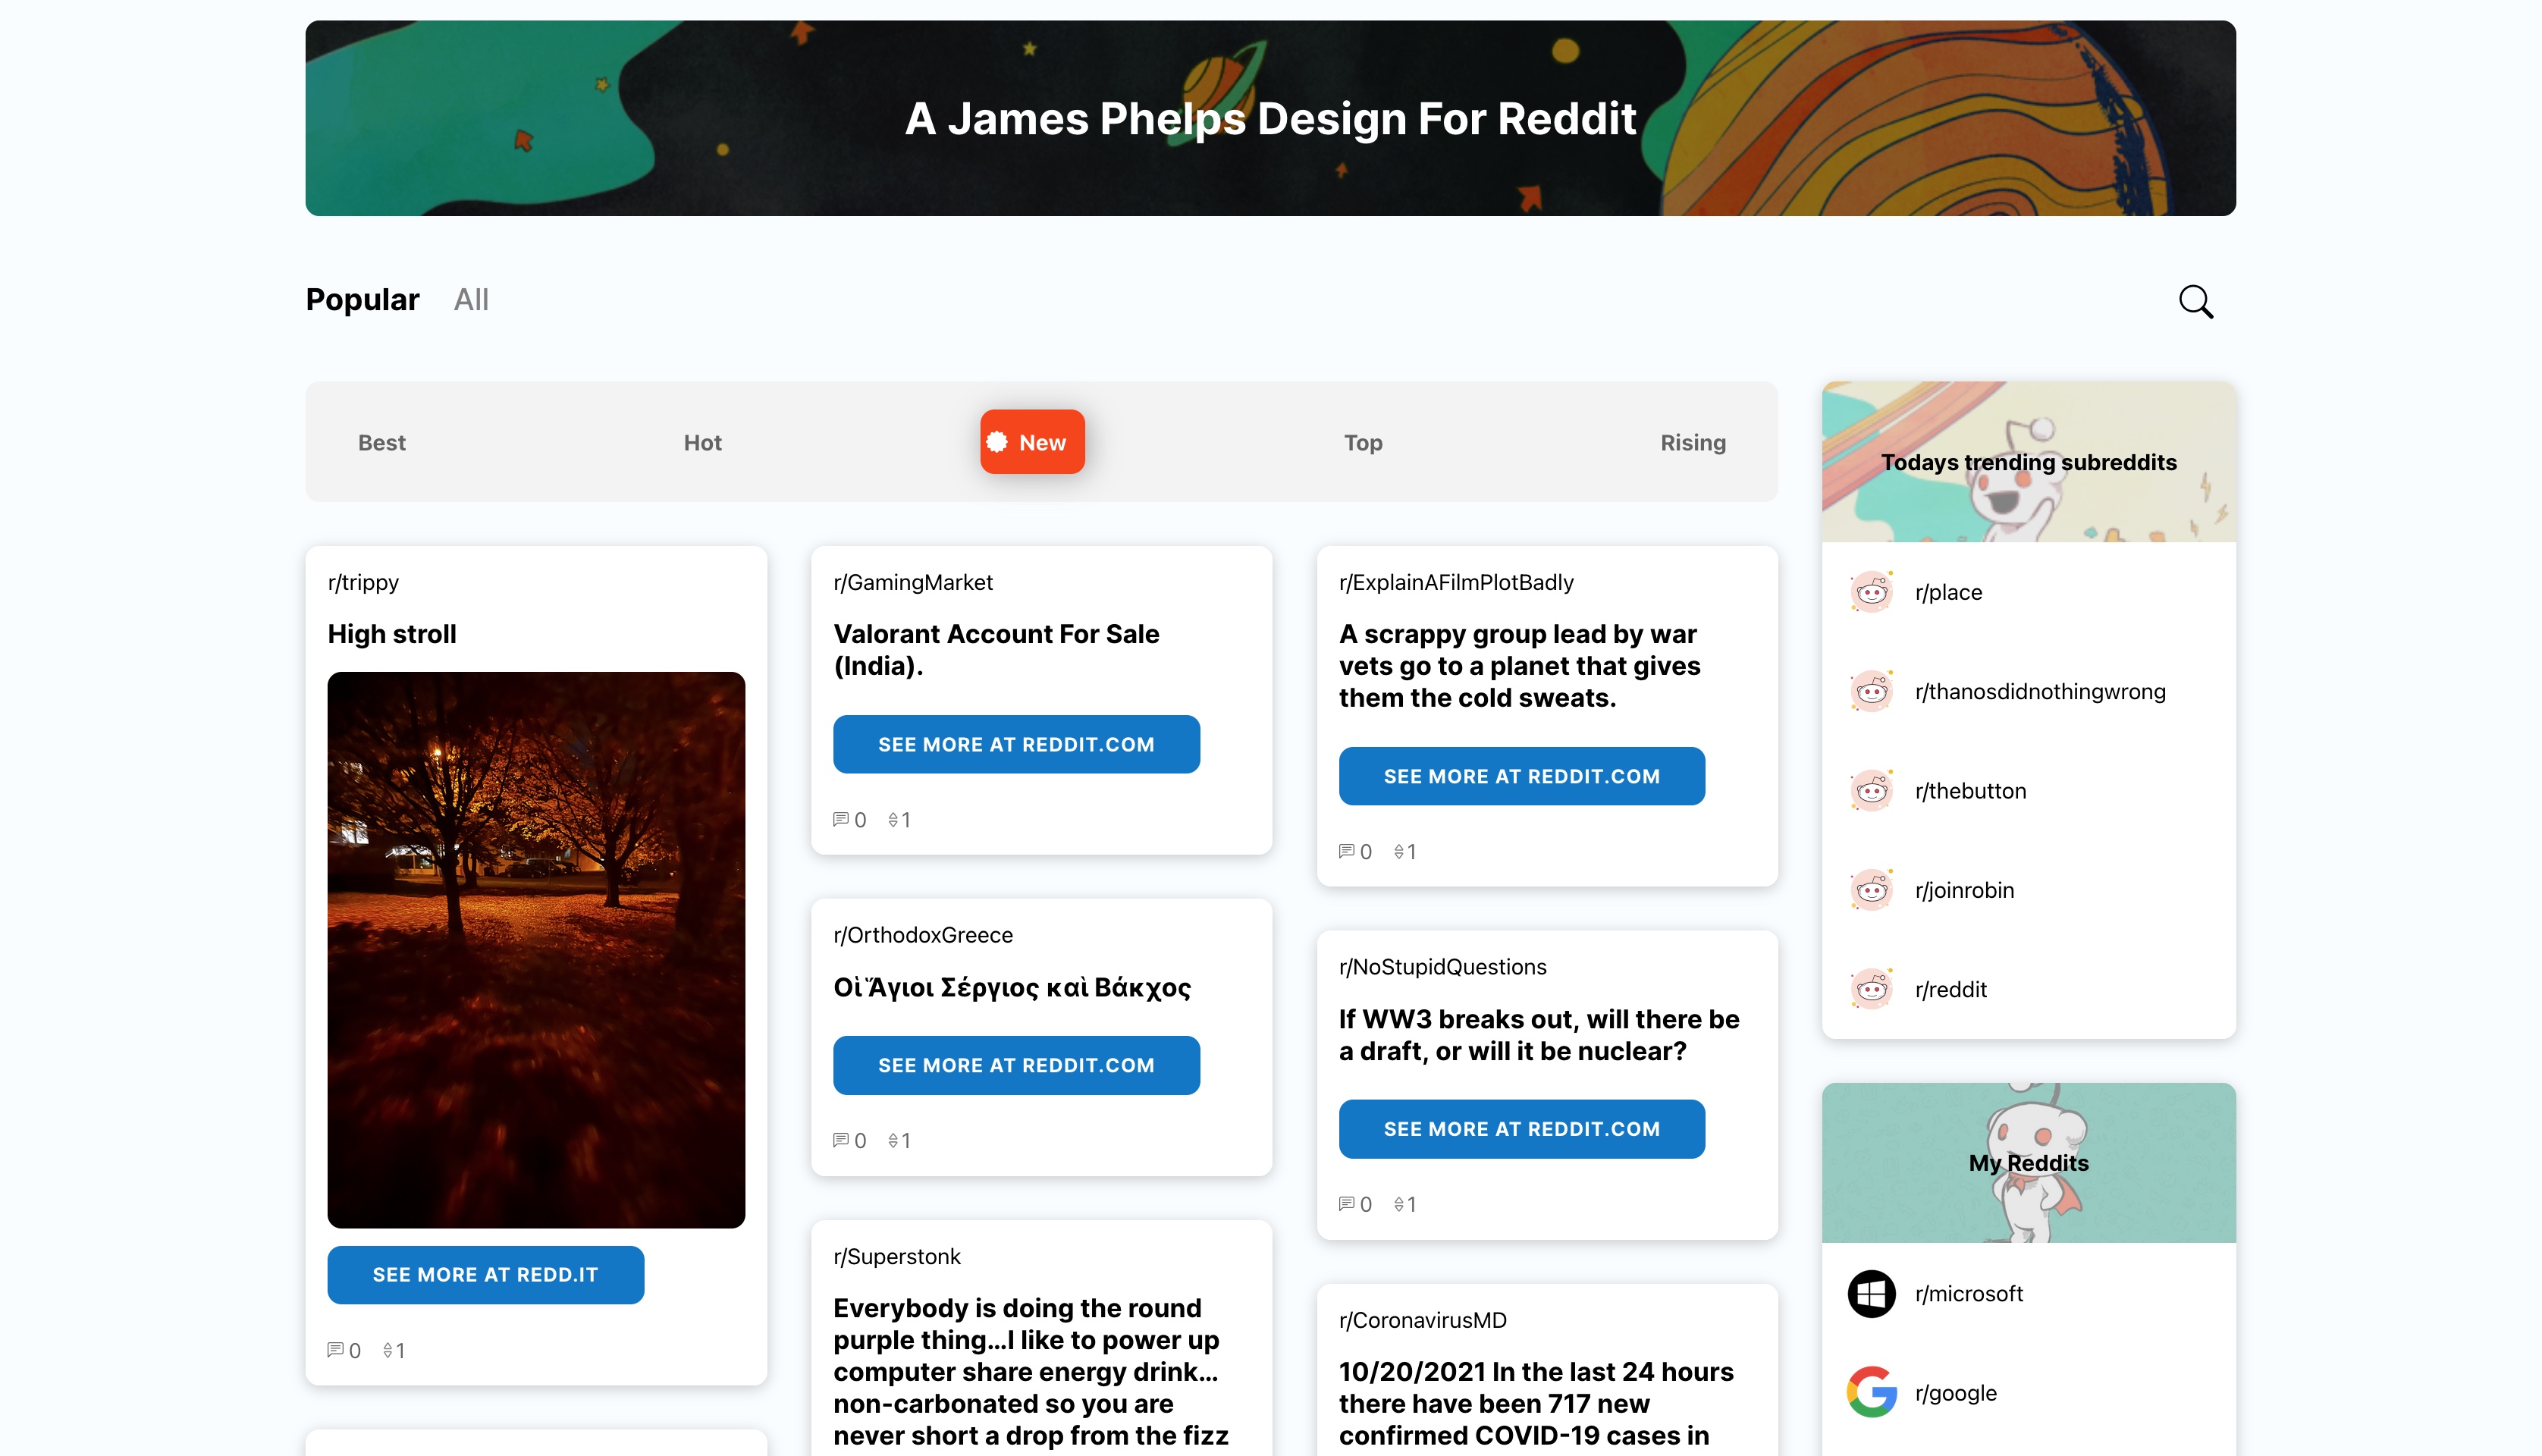 A James Phelps Design For Reddit
Popular
All
Best
Hot
New
Top
Rising
r/trippy
High stroll
SEE MORE AT REDD.IT
0
1
r/GamingMarket
Valorant Account For Sale
(India).
SEE MORE AT REDDIT.COM
0
1
r/OrthodoxGreece
Οἱ Ἅγιοι Σέργιος καὶ Βάκχος
SEE MORE AT REDDIT.COM
0
1
r/Superstonk
Everybody is doing the round
purple thing…I like to power up
computer share energy drink…
non-carbonated so you are
never short a drop from the fizz
r/ExplainAFilmPlotBadly
A scrappy group lead by war
vets go to a planet that gives
them the cold sweats.
SEE MORE AT REDDIT.COM
0
1
r/NoStupidQuestions
If WW3 breaks out, will there be
a draft, or will it be nuclear?
SEE MORE AT REDDIT.COM
0
1
r/CoronavirusMD
10/20/2021 In the last 24 hours
there have been 717 new
confirmed COVID-19 cases in
Todays trending subreddits
r/place
r/thanosdidnothingwrong
r/thebutton
r/joinrobin
r/reddit
My Reddits
r/microsoft
r/google